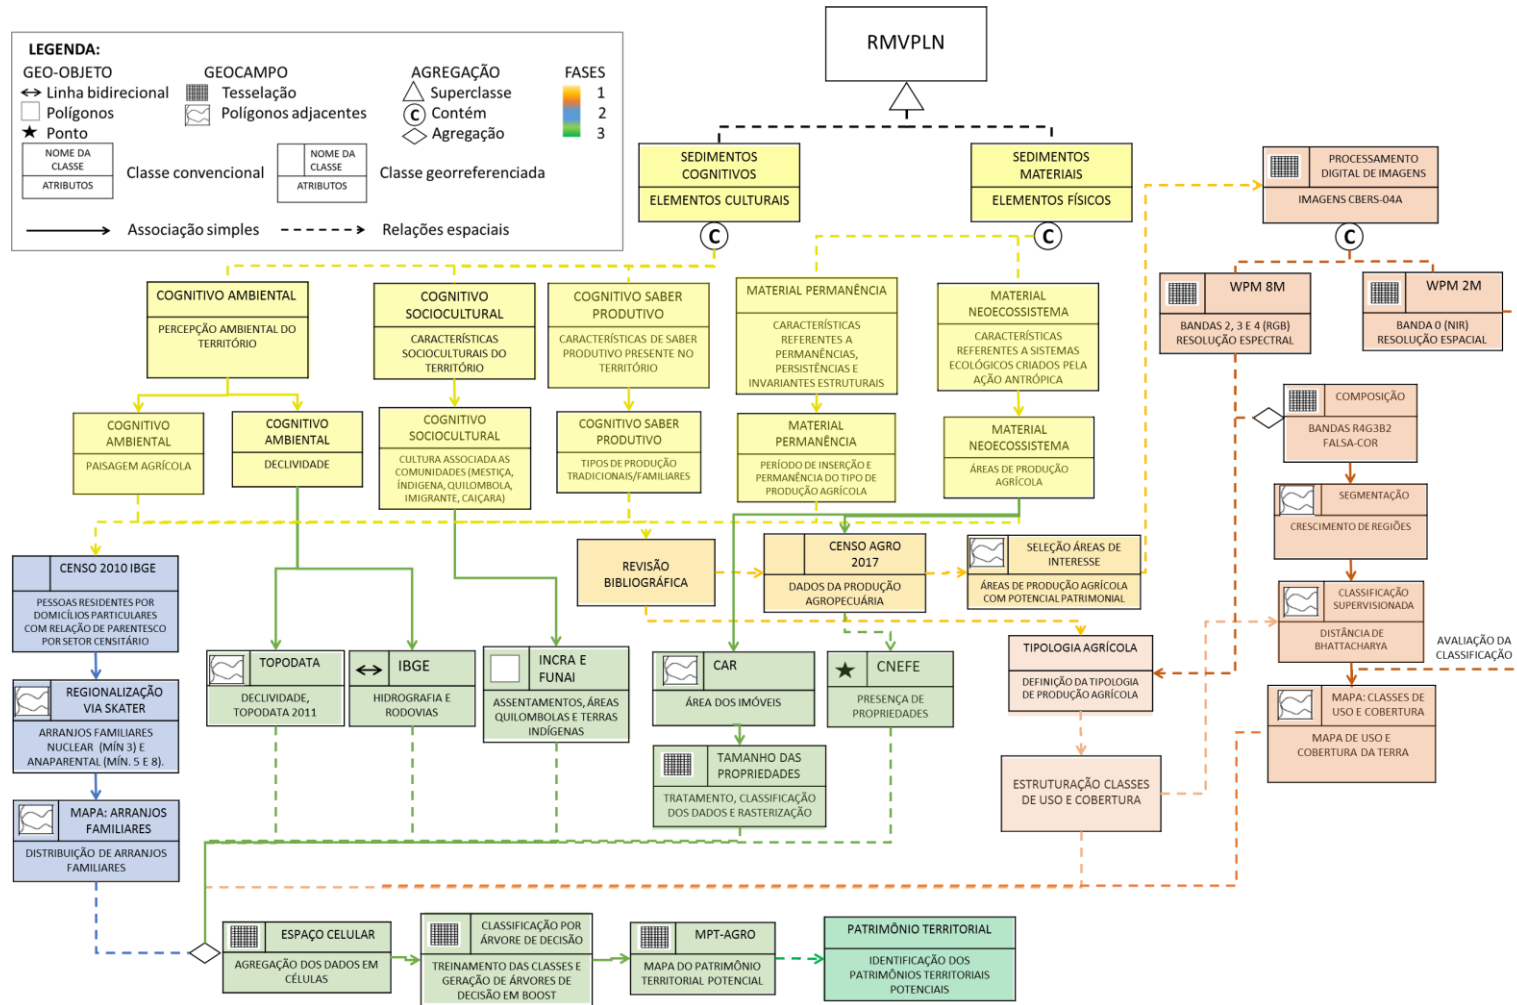 RMVPLN
LEGENDA:
GEO-OBJETO
Linha bidirecional
Polígonos
Ponto
GEOCAMPO
Tesselação
Polígonos adjacentes
AGREGAÇÃO
Superclasse
C Contém
Agregação
FASES
1
2
3
NOME DA
CLASSE
ATRIBUTOS
Classe convencional
NOME DA
CLASSE
ATRIBUTOS
Classe georreferenciada
Associação simples
Relações espaciais
SEDIMENTOS
COGNITIVOS
ELEMENTOS CULTURAIS
C
SEDIMENTOS
MATERIAIS
ELEMENTOS FÍSICOS
C
PROCESSAMENTO
DIGITAL DE IMAGENS
IMAGENS CBERS-04A
C
COGNITIVO AMBIENTAL
PERCEPÇÃO AMBIENTAL DO
TERRITÓRIO
COGNITIVO
SOCIOCULTURAL
CARACTERÍSTICAS
SOCIOCULTURAIS DO
TERRITÓRIO
COGNITIVO SABER
PRODUTIVO
CARACTERÍSTICAS DE SABER
PRODUTIVO PRESENTE NO
TERRITÓRIO
MATERIAL PERMANÊNCIA
CARACTERÍSTICAS
REFERENTES A
PERMANÊNCIAS,
PERSISTÊNCIAS E
INVARIANTES ESTRUTURAIS
MATERIAL
NEOECOSSISTEMA
CARACTERÍSTICAS
REFERENTES A SISTEMAS
ECOLÓGICOS CRIADOS PELA
AÇÃO ANTRÓPICA
WPM 8M
BANDAS 2, 3 E 4 (RGB)
RESOLUÇÃO ESPECTRAL
WPM 2M
BANDA 0 (NIR)
RESOLUÇÃO ESPACIAL
COGNITIVO
AMBIENTAL
PAISAGEM AGRÍCOLA
COGNITIVO
AMBIENTAL
DECLIVIDADE
COGNITIVO
SOCIOCULTURAL
CULTURA ASSOCIADA AS
COMUNIDADES (MESTIÇA,
ÍNDIGENA, QUILOMBOLA,
IMIGRANTE, CAIÇARA)
COGNITIVO SABER
PRODUTIVO
TIPOS DE PRODUÇÃO
TRADICIONAIS/FAMILIARES
MATERIAL
PERMANÊNCIA
PERÍODO DE INSERÇÃO E
PERMANÊNCIA DO TIPO DE
PRODUÇÃO AGRÍCOLA
MATERIAL
NEOECOSSISTEMA
ÁREAS DE PRODUÇÃO
AGRÍCOLA
COMPOSIÇÃO
BANDAS R4G3B2
FALSA-COR
SEGMENTAÇÃO
CRESCIMENTO DE REGIÕES
CENSO 2010 IBGE
PESSOAS RESIDENTES POR
DOMICÍLIOS PARTICULARES
COM RELAÇÃO DE PARENTESCO
POR SETOR CENSITÁRIO
REVISÃO
BIBLIOGRÁFICA
CENSO AGRO
2017
DADOS DA PRODUÇÃO
AGROPECUÁRIA
SELEÇÃO ÁREAS DE
INTERESSE
ÁREAS DE PRODUÇÃO AGRÍCOLA
COM POTENCIAL PATRIMONIAL
CLASSIFICAÇÃO
SUPERVISIONADA
DISTÂNCIA DE
BHATTACHARYA
AVALIAÇÃO DA
CLASSIFICAÇÃO
TOPODATA
DECLIVIDADE,
TOPODATA 2011
IBGE
HIDROGRAFIA E
RODOVIAS
INCRA E
FUNAI
ASSENTAMENTOS, ÁREAS
QUILOMBOLAS E TERRAS
INDÍGENAS
CAR
ÁREA DOS IMÓVEIS
CNEFE
PRESENÇA DE
PROPRIEDADES
TIPOLOGIA AGRÍCOLA
DEFINIÇÃO DA TIPOLOGIA
DE PRODUÇÃO AGRÍCOLA
MAPA: CLASSES DE
USO E COBERTURA
MAPA DE USO E
COBERTURA DA TERRA
REGIONALIZAÇÃO
VIA SKATER
ARRANJOS FAMILIARES
NUCLEAR (MÍN 3) E
ANAPARENTAL (MÍN. 5 E 8).
TAMANHO DAS
PROPRIEDADES
TRATAMENTO, CLASSIFICAÇÃO
DOS DADOS E RASTERIZAÇÃO
ESTRUTURAÇÃO CLASSES
DE USO E COBERTURA
MAPA: ARRANJOS
FAMILIARES
DISTRIBUIÇÃO DE ARRANJOS
FAMILIARES
ESPAÇO CELULAR
AGREGAÇÃO DOS DADOS EM
CÉLULAS
CLASSIFICAÇÃO POR
ÁRVORE DE DECISÃO
TREINAMENTO DAS CLASSES E
GERAÇÃO DE ÁRVORES DE
DECISÃO EM BOOST
MPT-AGRO
MAPA DO PATRIMÔNIO
TERRITORIAL POTENCIAL
PATRIMÔNIO TERRITORIAL
IDENTIFICAÇÃO DOS
PATRIMÔNIOS TERRITORIAIS
POTENCIAIS